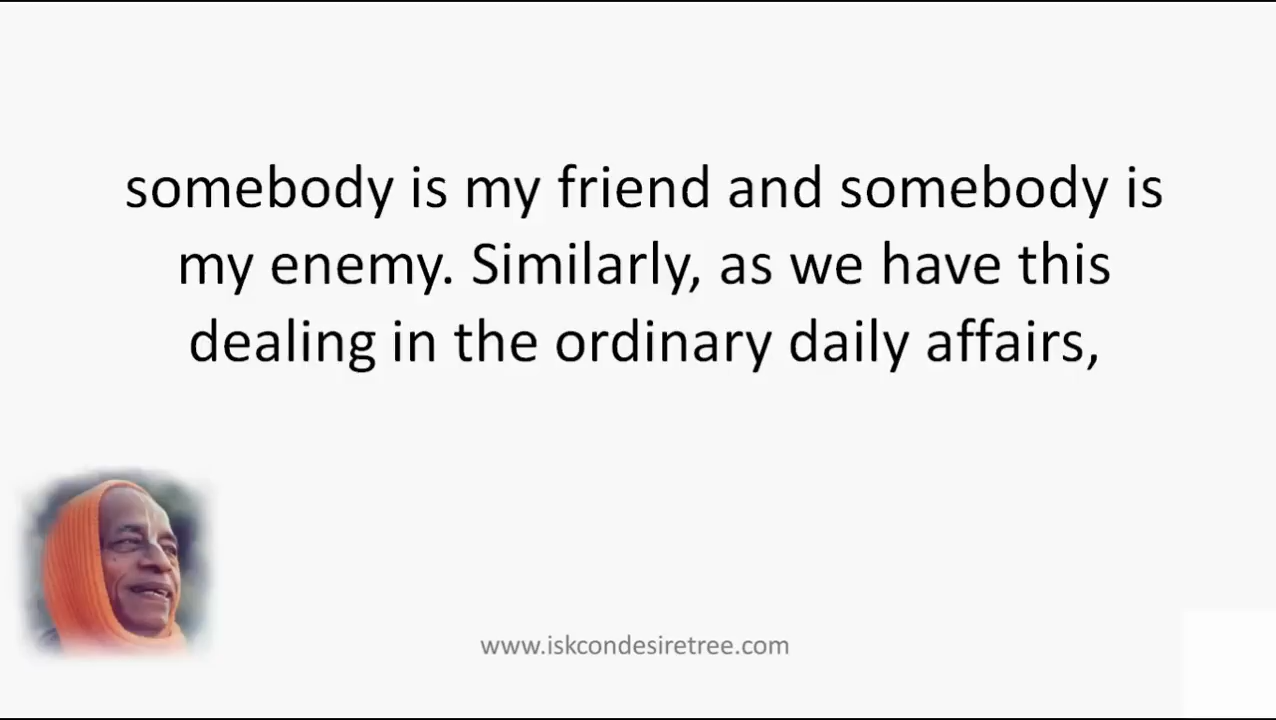 somebody is my friend and somebody is
my enemy. Similarly, as we have this
dealing in the ordinary daily affairs,
www.iskcondesiretree.com